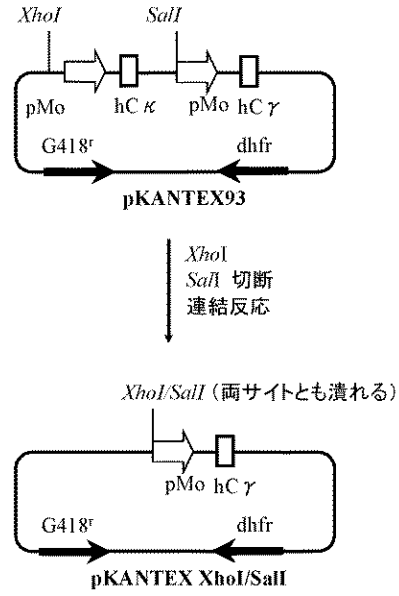 XhoI SalI
pMo hCκ pMo hCγ
G418r dhfr
pKANTEX93
XhoI
SalI 切断
連結反応
XhoI/SalI (両サイトとも潰れる)
pMo hCγ
G418r dhfr
pKANTEX XhoI/SalI